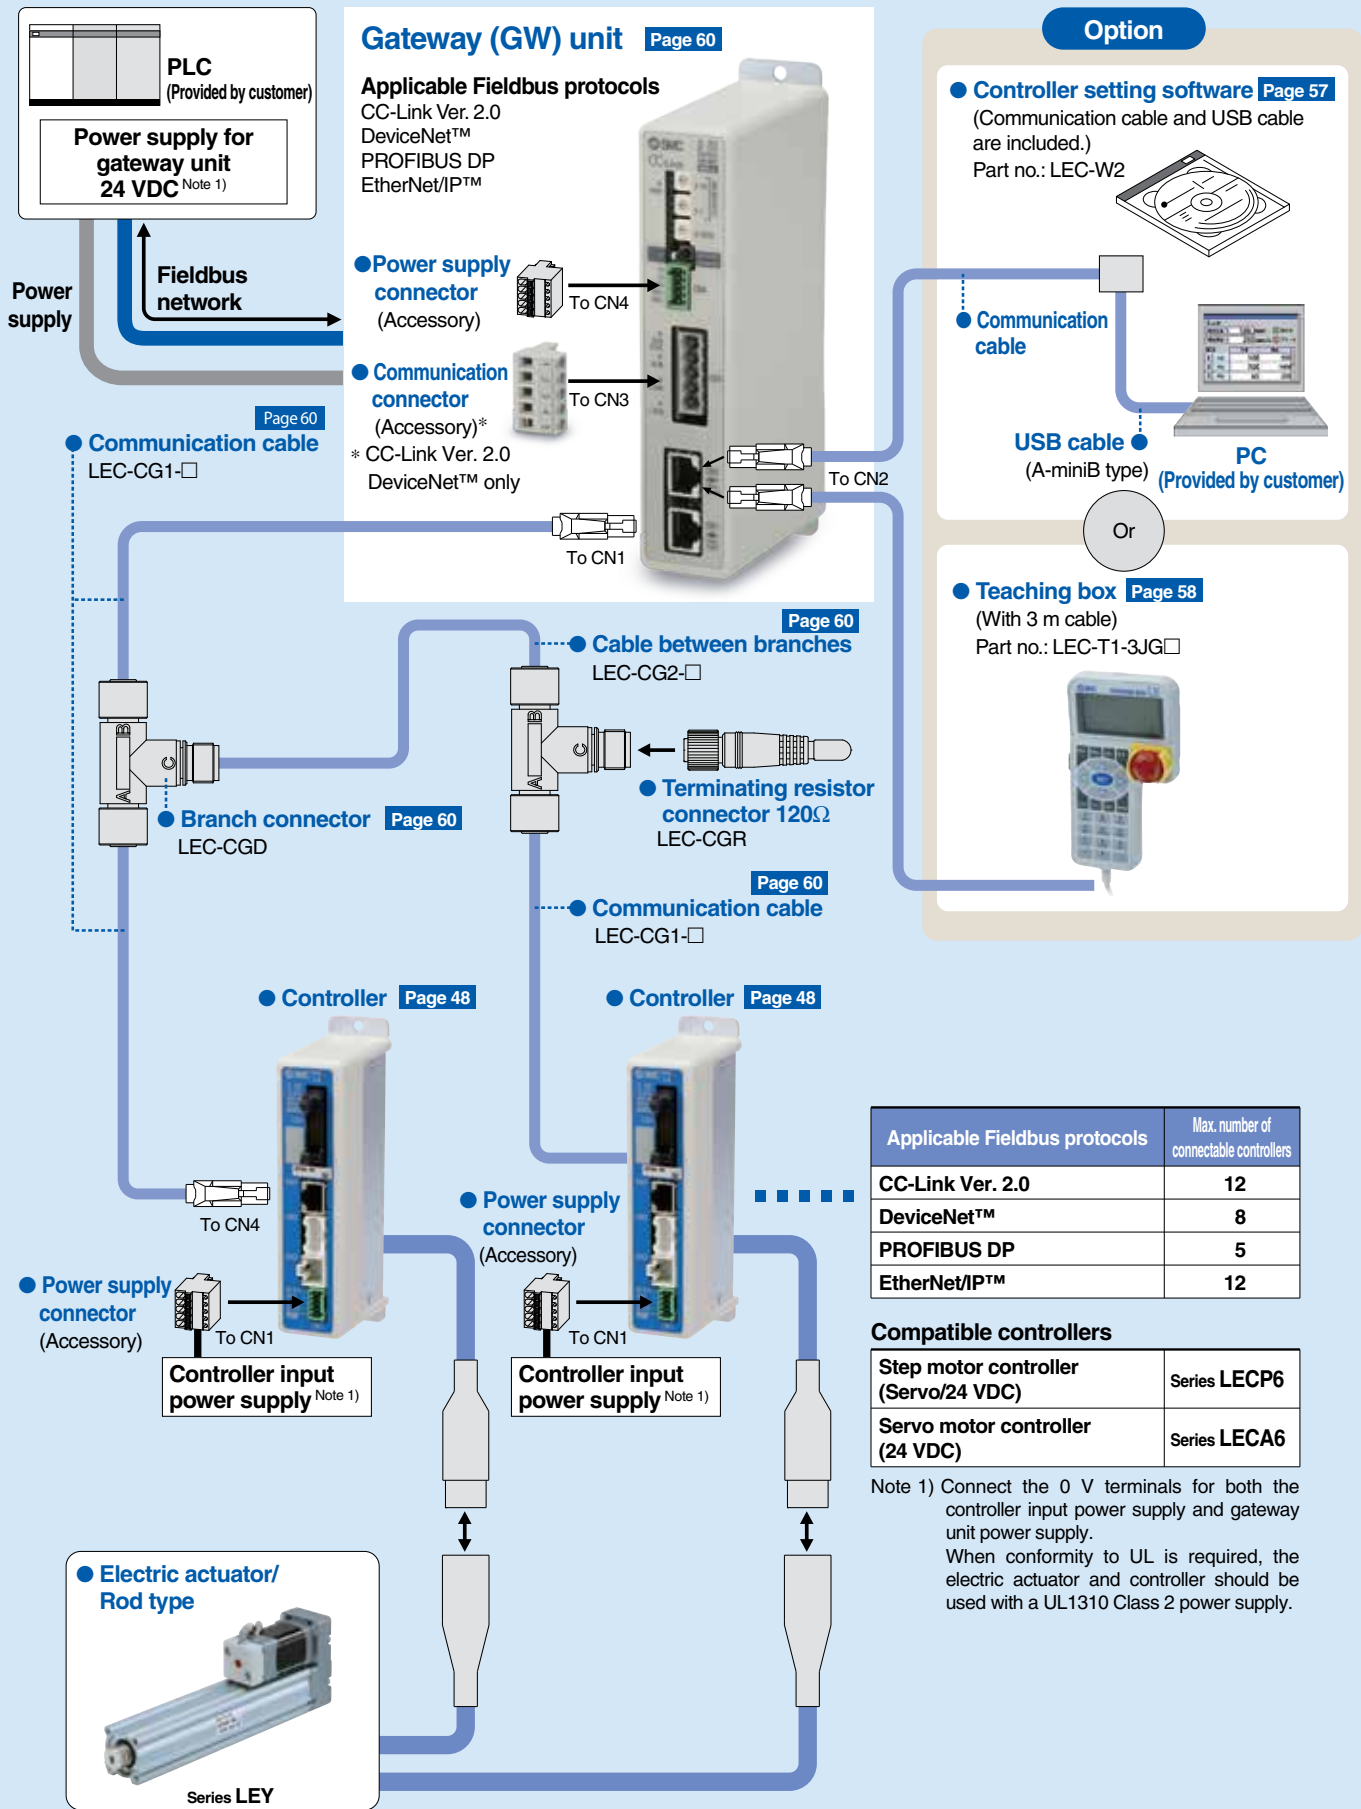 PLC
(Provided by customer)
Power supply for
gateway unit
24 VDC Note 1)
Power
supply
Fieldbus
network
Gateway (GW) unit Page 60
Applicable Fieldbus protocols
CC-Link Ver. 2.0
DeviceNet™
PROFIBUS DP
EtherNet/IP™
●Power supply
connector
(Accessory)
To CN4
● Communication
connector
(Accessory)*
* CC-Link Ver. 2.0
DeviceNet™ only
To CN3
To CN2
To CN1
Page 60
● Communication cable
LEC-CG1-□
Option
● Controller setting software Page 57
(Communication cable and USB cable
are included.)
Part no.: LEC-W2
● Communication
cable
USB cable ●
(A-miniB type)
PC
(Provided by customer)
Or
● Teaching box Page 58
(With 3 m cable)
Part no.: LEC-T1-3JG□
Page 60
● Cable between branches
LEC-CG2-□
A B C
A B C
● Branch connector Page 60
LEC-CGD
● Terminating resistor
connector 120Ω
LEC-CGR
Page 60
● Communication cable
LEC-CG1-□
● Controller Page 48
● Controller Page 48
To CN4
● Power supply
connector
(Accessory)
To CN1
Controller input
power supply Note 1)
● Power supply
connector
(Accessory)
To CN1
Controller input
power supply Note 1)
Applicable Fieldbus protocols
Max. number of
connectable controllers
CC-Link Ver. 2.0 12
DeviceNet™ 8
PROFIBUS DP 5
EtherNet/IP™ 12
Compatible controllers
Step motor controller
(Servo/24 VDC)
Series LECP6
Servo motor controller
(24 VDC)
Series LECA6
Note 1) Connect the 0 V terminals for both the
controller input power supply and gateway
unit power supply.
When conformity to UL is required, the
electric actuator and controller should be
used with a UL1310 Class 2 power supply.
● Electric actuator/
Rod type
Series LEY